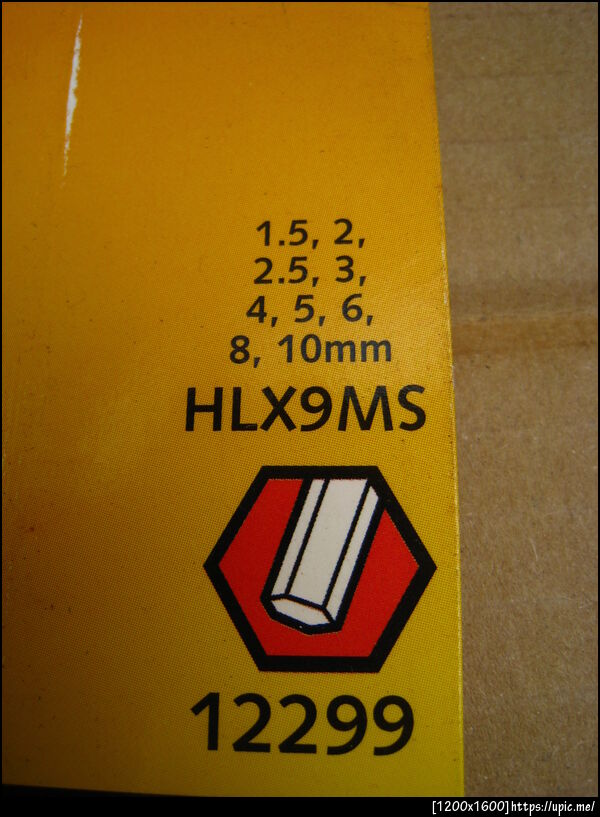 1.5, 2,
2.5, 3,
4, 5, 6,
8, 10mm
HLX9MS
12299
[1200x1600]https://upic.me/